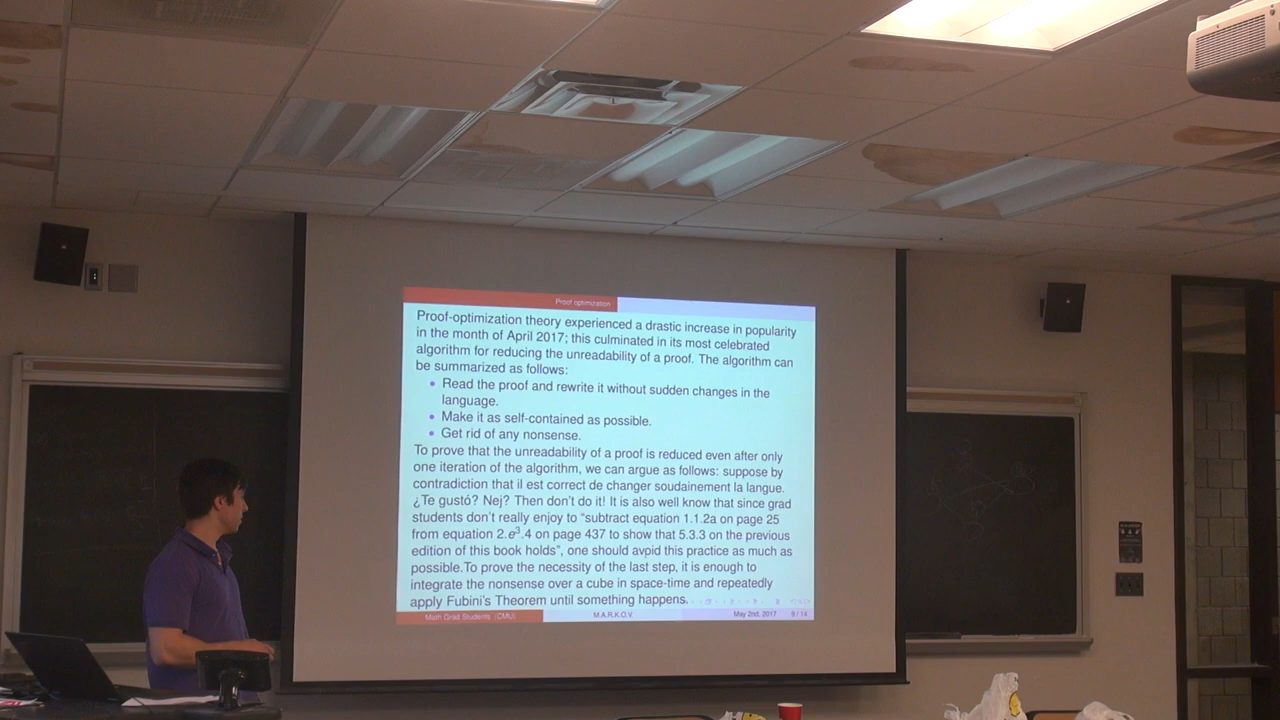 Proof optimization
Proof-optimization theory experienced a drastic increase in popularity
in the month of April 2017; this culminated in its most celebrated
algorithm for reducing the unreadability of a proof. The algorithm can
be summarized as follows:
• Read the proof and rewrite it without sudden changes in the
language.
• Make it as self-contained as possible.
• Get rid of any nonsense.
To prove that the unreadability of a proof is reduced even after only
one iteration of the algorithm, we can argue as follows: suppose by
contradiction that il est correct de changer soudainement la langue.
¿Te gustó? Nej? Then don't do it! It is also well know that since grad
students don't really enjoy to “subtract equation 1.1.2a on page 25
from equation 2.e³.4 on page 437 to show that 5.3.3 on the previous
edition of this book holds”, one should avpid this practice as much as
possible.To prove the necessity of the last step, it is enough to
integrate the nonsense over a cube in space-time and repeatedly
apply Fubini's Theorem until something happens.
Math Grad Students (CMU) M.A.R.K.O.V. May 2nd, 2017 8 / 14